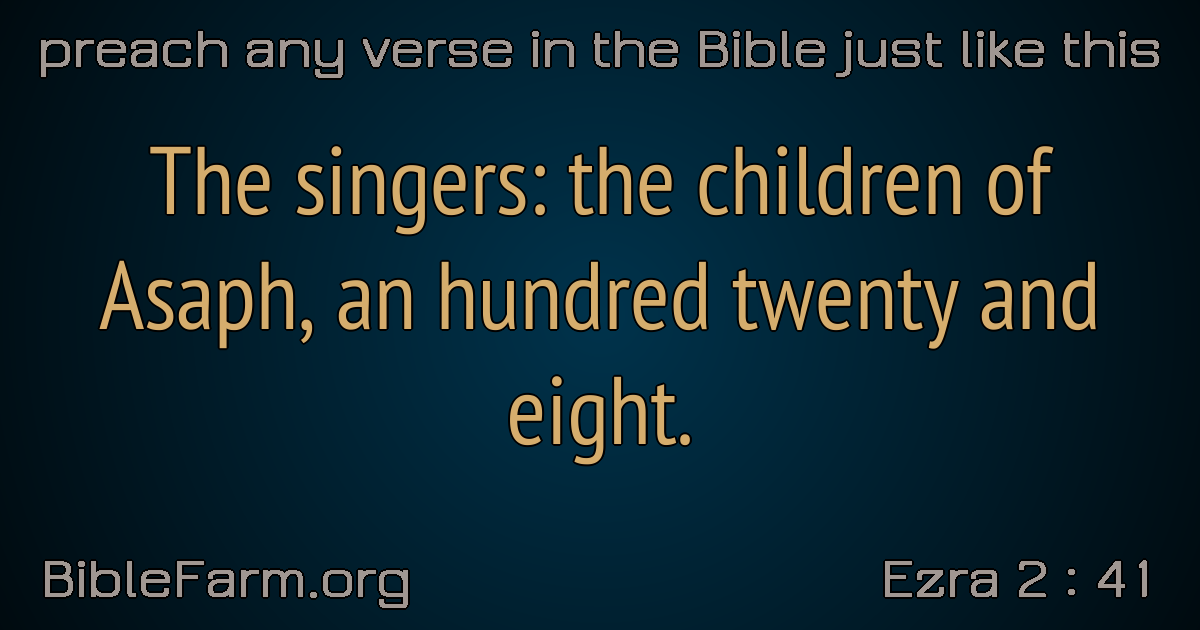 preach any verse in the Bible just like this
The singers: the children of
Asaph, an hundred twenty and
eight.
BibleFarm.org
Ezra 2 : 41